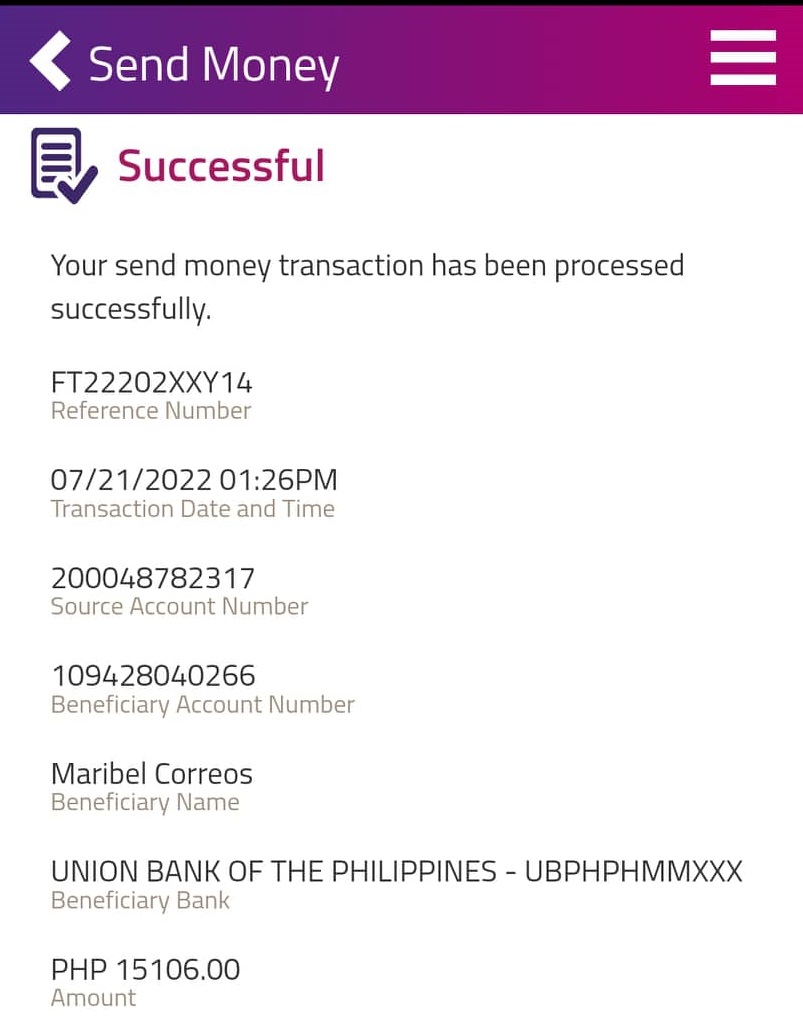 Send Money
Successful
Your send money transaction has been processed
successfully.
FT22202XXY14
Reference Number
07/21/2022 01:26PM
Transaction Date and Time
200048782317
Source Account Number
109428040266
Beneficiary Account Number
Maribel Correos
Beneficiary Name
UNION BANK OF THE PHILIPPINES - UBPHPHMMXXX
Beneficiary Bank
PHP 15106.00
Amount